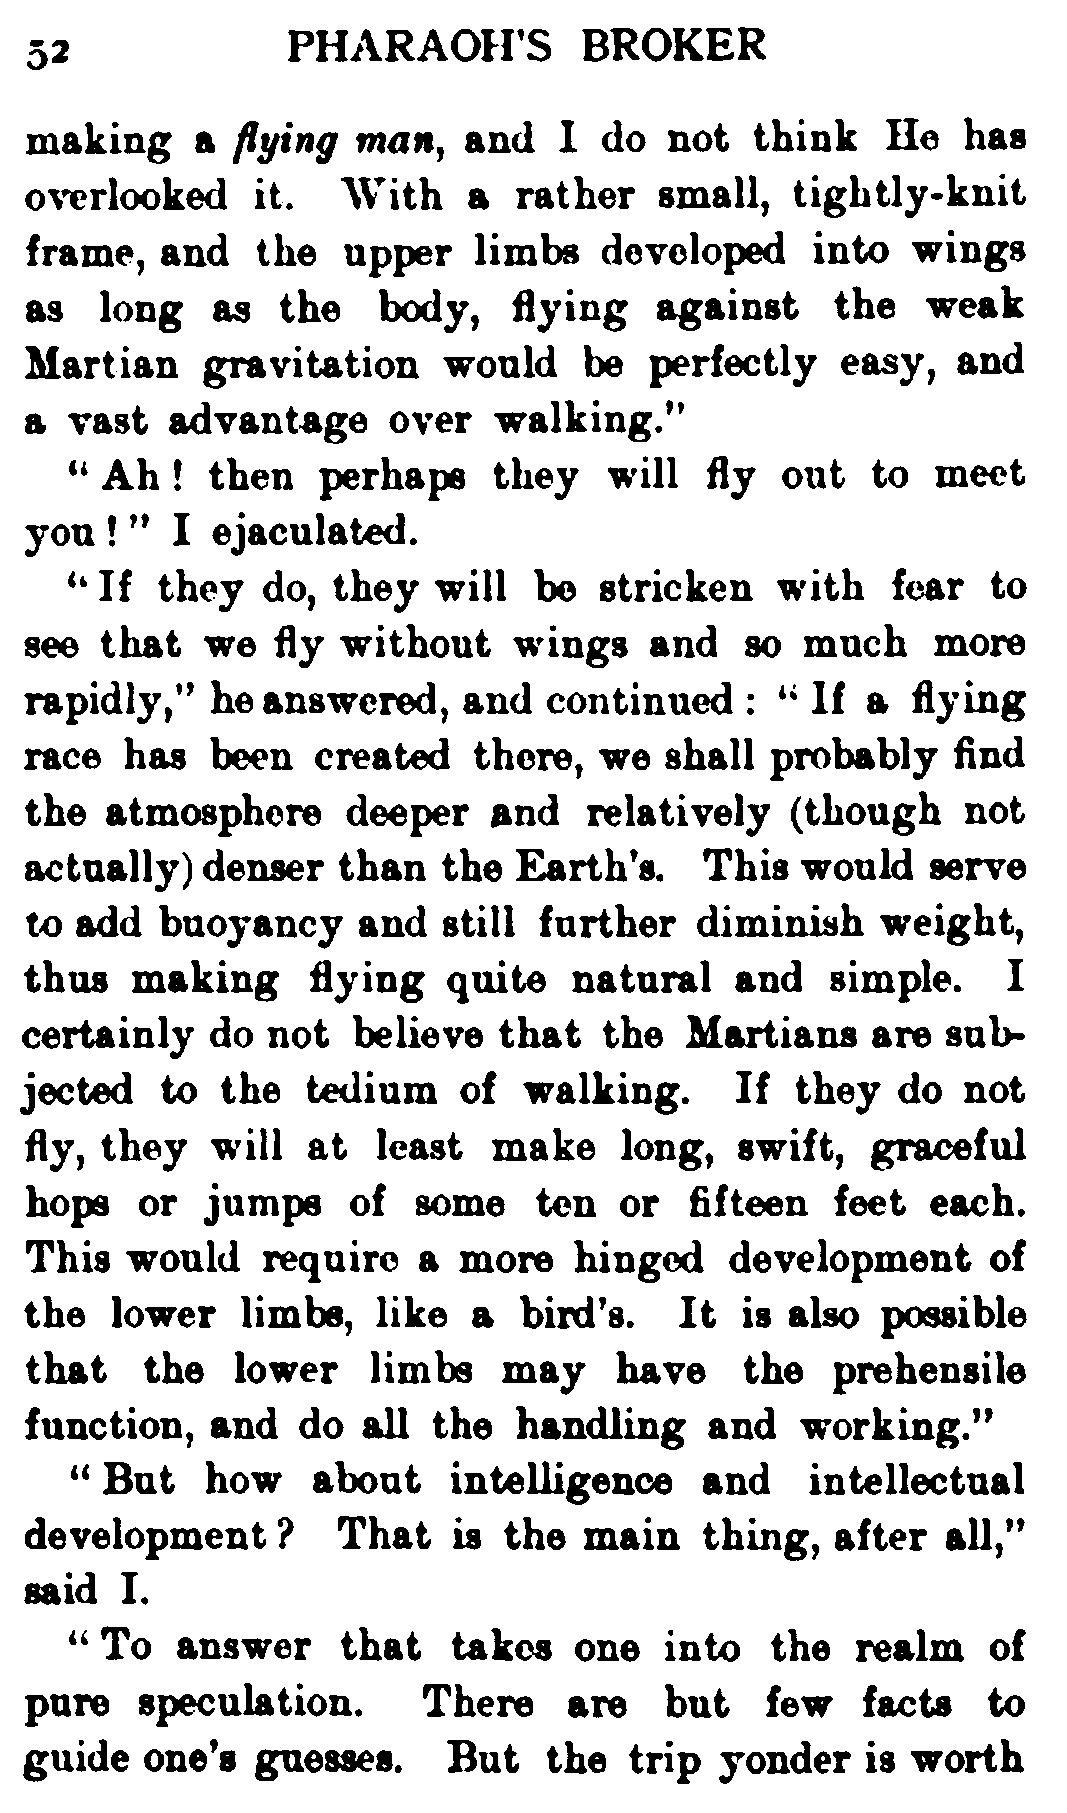 52 PHARAOH'S BROKER
making a flying man, and I do not think He has
overlooked it. With a rather small, tightly-knit
frame, and the upper limbs developed into wings
as long as the body, flying against the weak
Martian gravitation would be perfectly easy, and
a vast advantage over walking."
"Ah! then perhaps they will fly out to meet
you!" I ejaculated.
"If they do, they will be stricken with fear to
see that we fly without wings and so much more
rapidly," he answered, and continued: "If a flying
race has been created there, we shall probably find
the atmosphere deeper and relatively (though not
actually) denser than the Earth's. This would serve
to add buoyancy and still further diminish weight,
thus making flying quite natural and simple. I
certainly do not believe that the Martians are sub-
jected to the tedium of walking. If they do not
fly, they will at least make long, swift, graceful
hops or jumps of some ten or fifteen feet each.
This would require a more hinged development of
the lower limbs, like a bird's. It is also possible
that the lower limbs may have the prehensile
function, and do all the handling and working."
"But how about intelligence and intellectual
development? That is the main thing, after all,"
said I.
"To answer that takes one into the realm of
pure speculation. There are but few facts to
guide one's guesses. But the trip yonder is worth